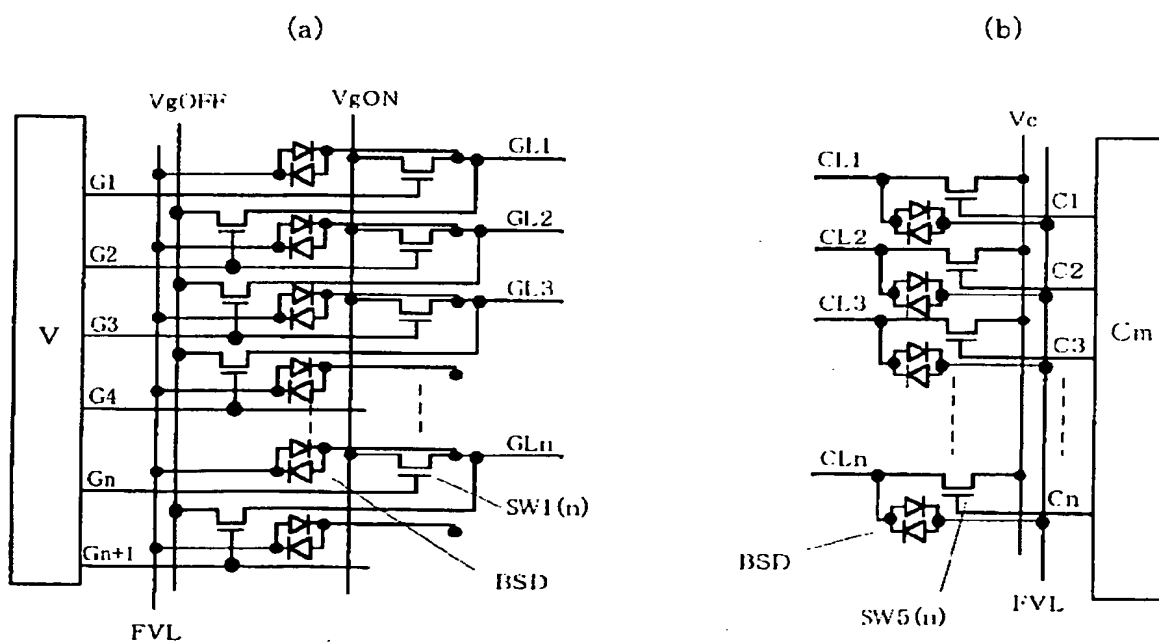 (a)
VgOFF
VgON
V
G1
G2
G3
G4
Gn
Gn+1
GL1
GL2
GL3
GLn
SW1(n)
BSD
FVL
(b)
Vc
CL1
CL2
CL3
CLn
C1
C2
C3
Cn
Cm
BSD
SW5(n)
FVL